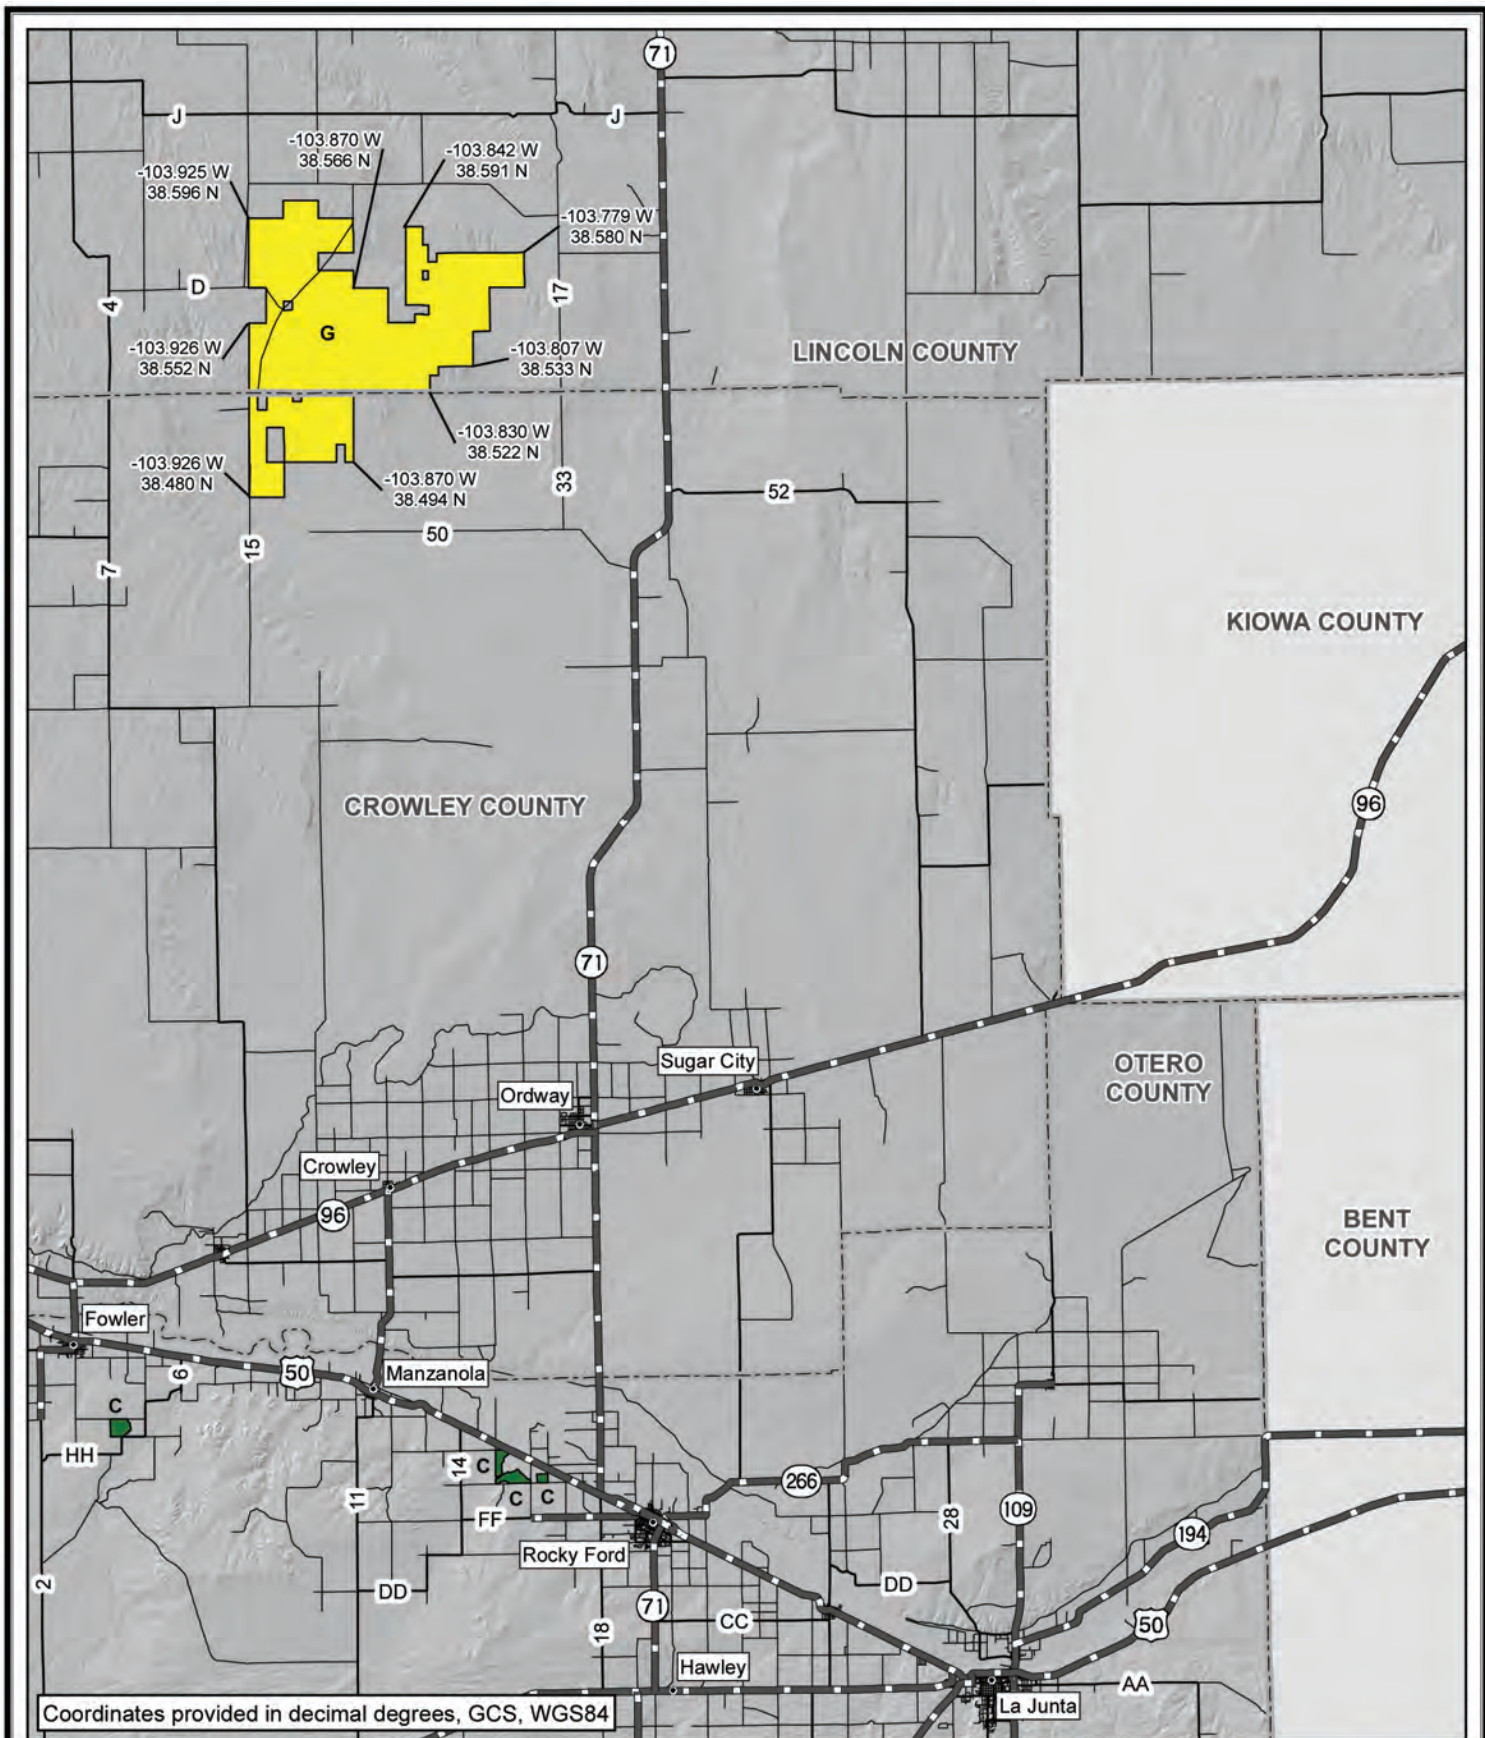 71
J
J
-103.870 W
38.566 N
-103.842 W
38.591 N
-103.925 W
38.596 N
-103.779 W
38.580 N
D
4
17
G
-103.926 W
38.552 N
-103.807 W
38.533 N
LINCOLN COUNTY
-103.830 W
38.522 N
-103.926 W
38.480 N
-103.870 W
38.494 N
33
52
50
15
7
KIOWA COUNTY
CROWLEY COUNTY
96
71
Sugar City
OTERO
COUNTY
Ordway
Crowley
96
BENT
COUNTY
Fowler
50
6
Manzanola
C
HH
14
C
C
C
266
11
FF
28
109
194
Rocky Ford
2
DD
DD
71
CC
50
18
Hawley
AA
La Junta
Coordinates provided in decimal degrees, GCS, WGS84